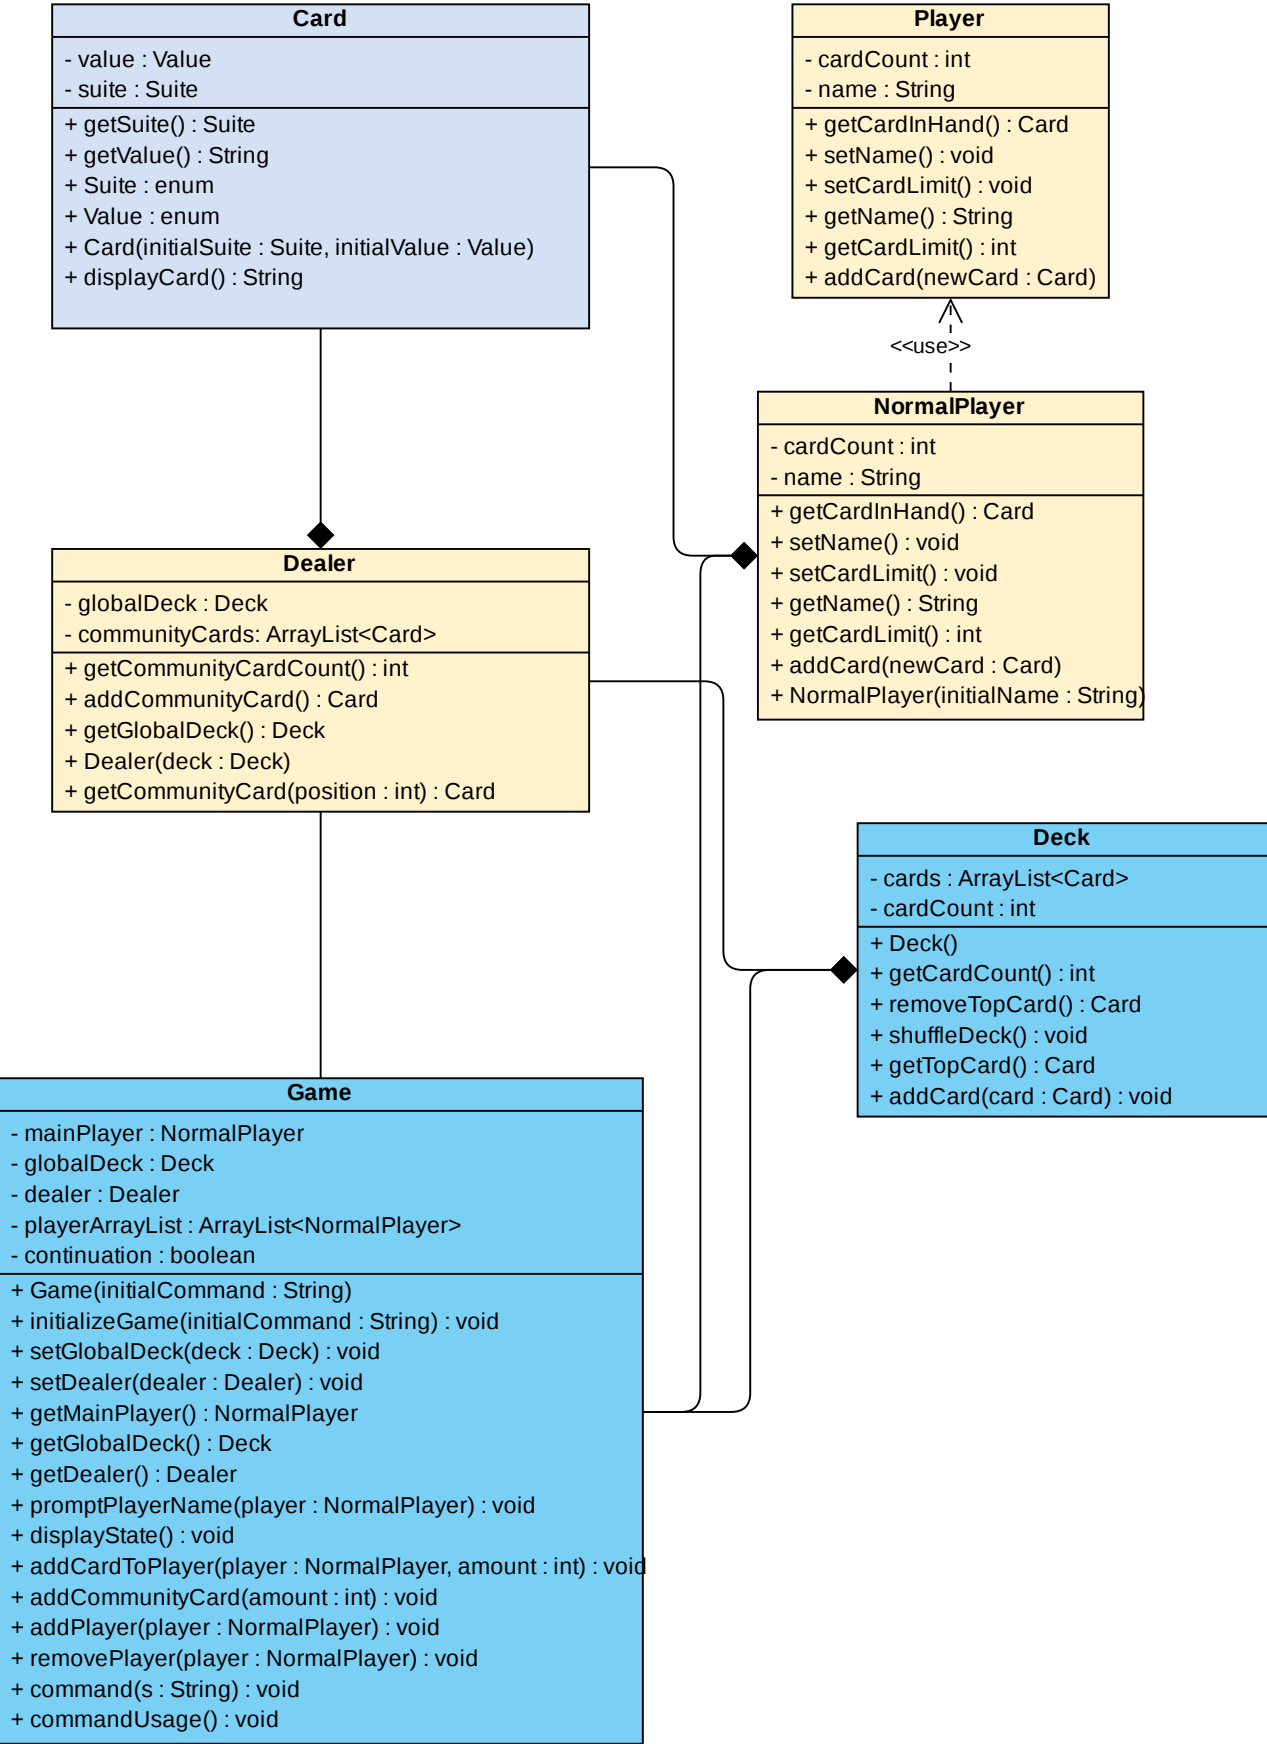 Card
- value : Value
- suite : Suite
+ getSuite() : Suite
+ getValue() : String
+ Suite : enum
+ Value : enum
+ Card(initialSuite : Suite, initialValue : Value)
+ displayCard() : String
Player
- cardCount : int
- name : String
+ getCardInHand() : Card
+ setName() : void
+ setCardLimit() : void
+ getName() : String
+ getCardLimit() : int
+ addCard(newCard : Card)
<<use>>
NormalPlayer
- cardCount : int
- name : String
+ getCardInHand() : Card
+ setName() : void
+ setCardLimit() : void
+ getName() : String
+ getCardLimit() : int
+ addCard(newCard : Card)
+ NormalPlayer(initialName : String)
Dealer
- globalDeck : Deck
- communityCards: ArrayList<Card>
+ getCommunityCardCount() : int
+ addCommunityCard() : Card
+ getGlobalDeck() : Deck
+ Dealer(deck : Deck)
+ getCommunityCard(position : int) : Card
Deck
- cards : ArrayList<Card>
- cardCount : int
+ Deck()
+ getCardCount() : int
+ removeTopCard() : Card
+ shuffleDeck() : void
+ getTopCard() : Card
+ addCard(card : Card) : void
Game
- mainPlayer : NormalPlayer
- globalDeck : Deck
- dealer : Dealer
- playerArrayList : ArrayList<NormalPlayer>
- continuation : boolean
+ Game(initialCommand : String)
+ initializeGame(initialCommand : String) : void
+ setGlobalDeck(deck : Deck) : void
+ setDealer(dealer : Dealer) : void
+ getMainPlayer() : NormalPlayer
+ getGlobalDeck() : Deck
+ getDealer() : Dealer
+ promptPlayerName(player : NormalPlayer) : void
+ displayState() : void
+ addCardToPlayer(player : NormalPlayer, amount : int) : void
+ addCommunityCard(amount : int) : void
+ addPlayer(player : NormalPlayer) : void
+ removePlayer(player : NormalPlayer) : void
+ command(s : String) : void
+ commandUsage() : void